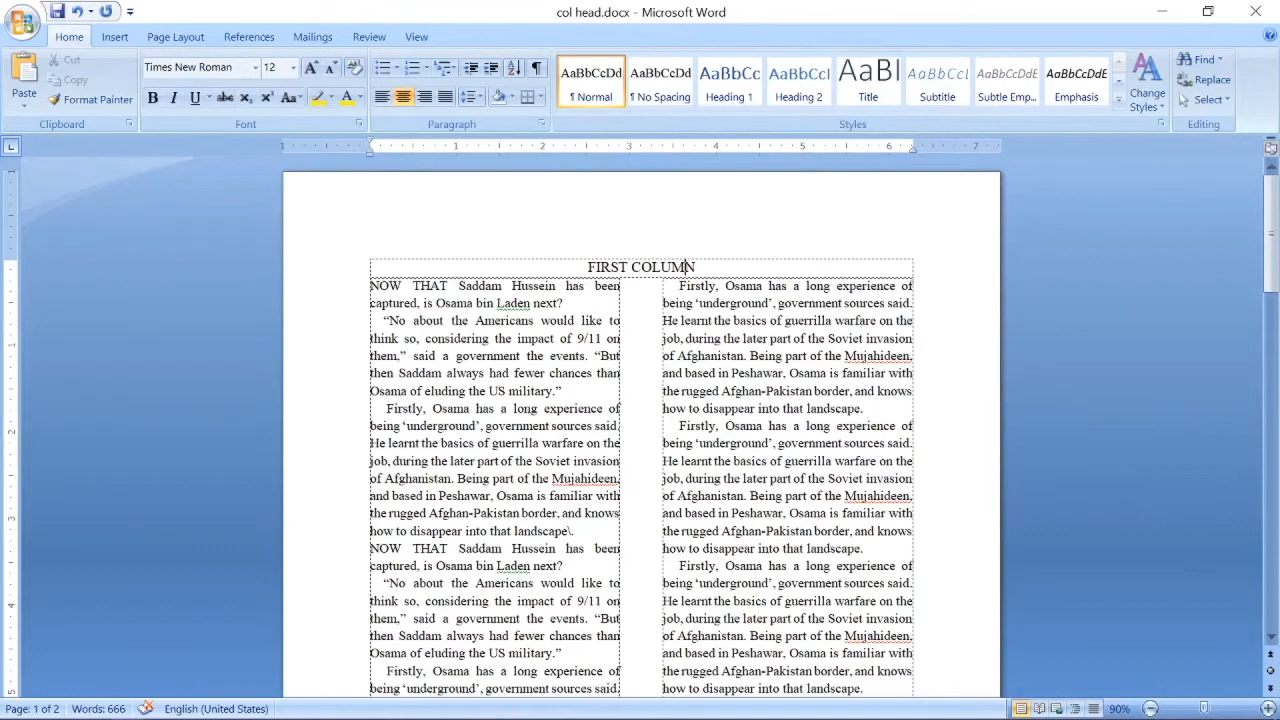 col head.docx - Microsoft Word
Home Insert Page Layout References Mailings Review View
Paste
Cut
Copy
Format Painter
Clipboard
Times New Roman 12
Font
Paragraph
AaBbCcDd AaBbCcDd AaBbCc AaBbCcI AaBl AaBbCcl AaBbCcDdE AaBbCcDdE
¶ Normal ¶ No Spacing Heading 1 Heading 2 Title Subtitle Subtle Emp... Emphasis
Change Styles
Styles
Find
Replace
Select
Editing
FIRST COLUMN
NOW THAT Saddam Hussein has been
captured, is Osama bin Laden next?
“No about the Americans would like to
think so, considering the impact of 9/11 on
them,” said a government the events. “But
then Saddam always had fewer chances than
Osama of eluding the US military.”
Firstly, Osama has a long experience of
being ‘underground’, government sources said.
He learnt the basics of guerrilla warfare on the
job, during the later part of the Soviet invasion
of Afghanistan. Being part of the Mujahideen,
and based in Peshawar, Osama is familiar with
the rugged Afghan-Pakistan border, and knows
how to disappear into that landscape\.
NOW THAT Saddam Hussein has been
captured, is Osama bin Laden next?
“No about the Americans would like to
think so, considering the impact of 9/11 on
them,” said a government the events. “But
then Saddam always had fewer chances than
Osama of eluding the US military.”
Firstly, Osama has a long experience of
being ‘underground’, government sources said.
Firstly, Osama has a long experience of
being ‘underground’, government sources said.
He learnt the basics of guerrilla warfare on the
job, during the later part of the Soviet invasion
of Afghanistan. Being part of the Mujahideen,
and based in Peshawar, Osama is familiar with
the rugged Afghan-Pakistan border, and knows
how to disappear into that landscape.
Firstly, Osama has a long experience of
being ‘underground’, government sources said.
He learnt the basics of guerrilla warfare on the
job, during the later part of the Soviet invasion
of Afghanistan. Being part of the Mujahideen,
and based in Peshawar, Osama is familiar with
the rugged Afghan-Pakistan border, and knows
how to disappear into that landscape.
Firstly, Osama has a long experience of
being ‘underground’, government sources said.
He learnt the basics of guerrilla warfare on the
job, during the later part of the Soviet invasion
of Afghanistan. Being part of the Mujahideen,
and based in Peshawar, Osama is familiar with
the rugged Afghan-Pakistan border, and knows
how to disappear into that landscape.
Page: 1 of 2 Words: 666 English (United States) 90%